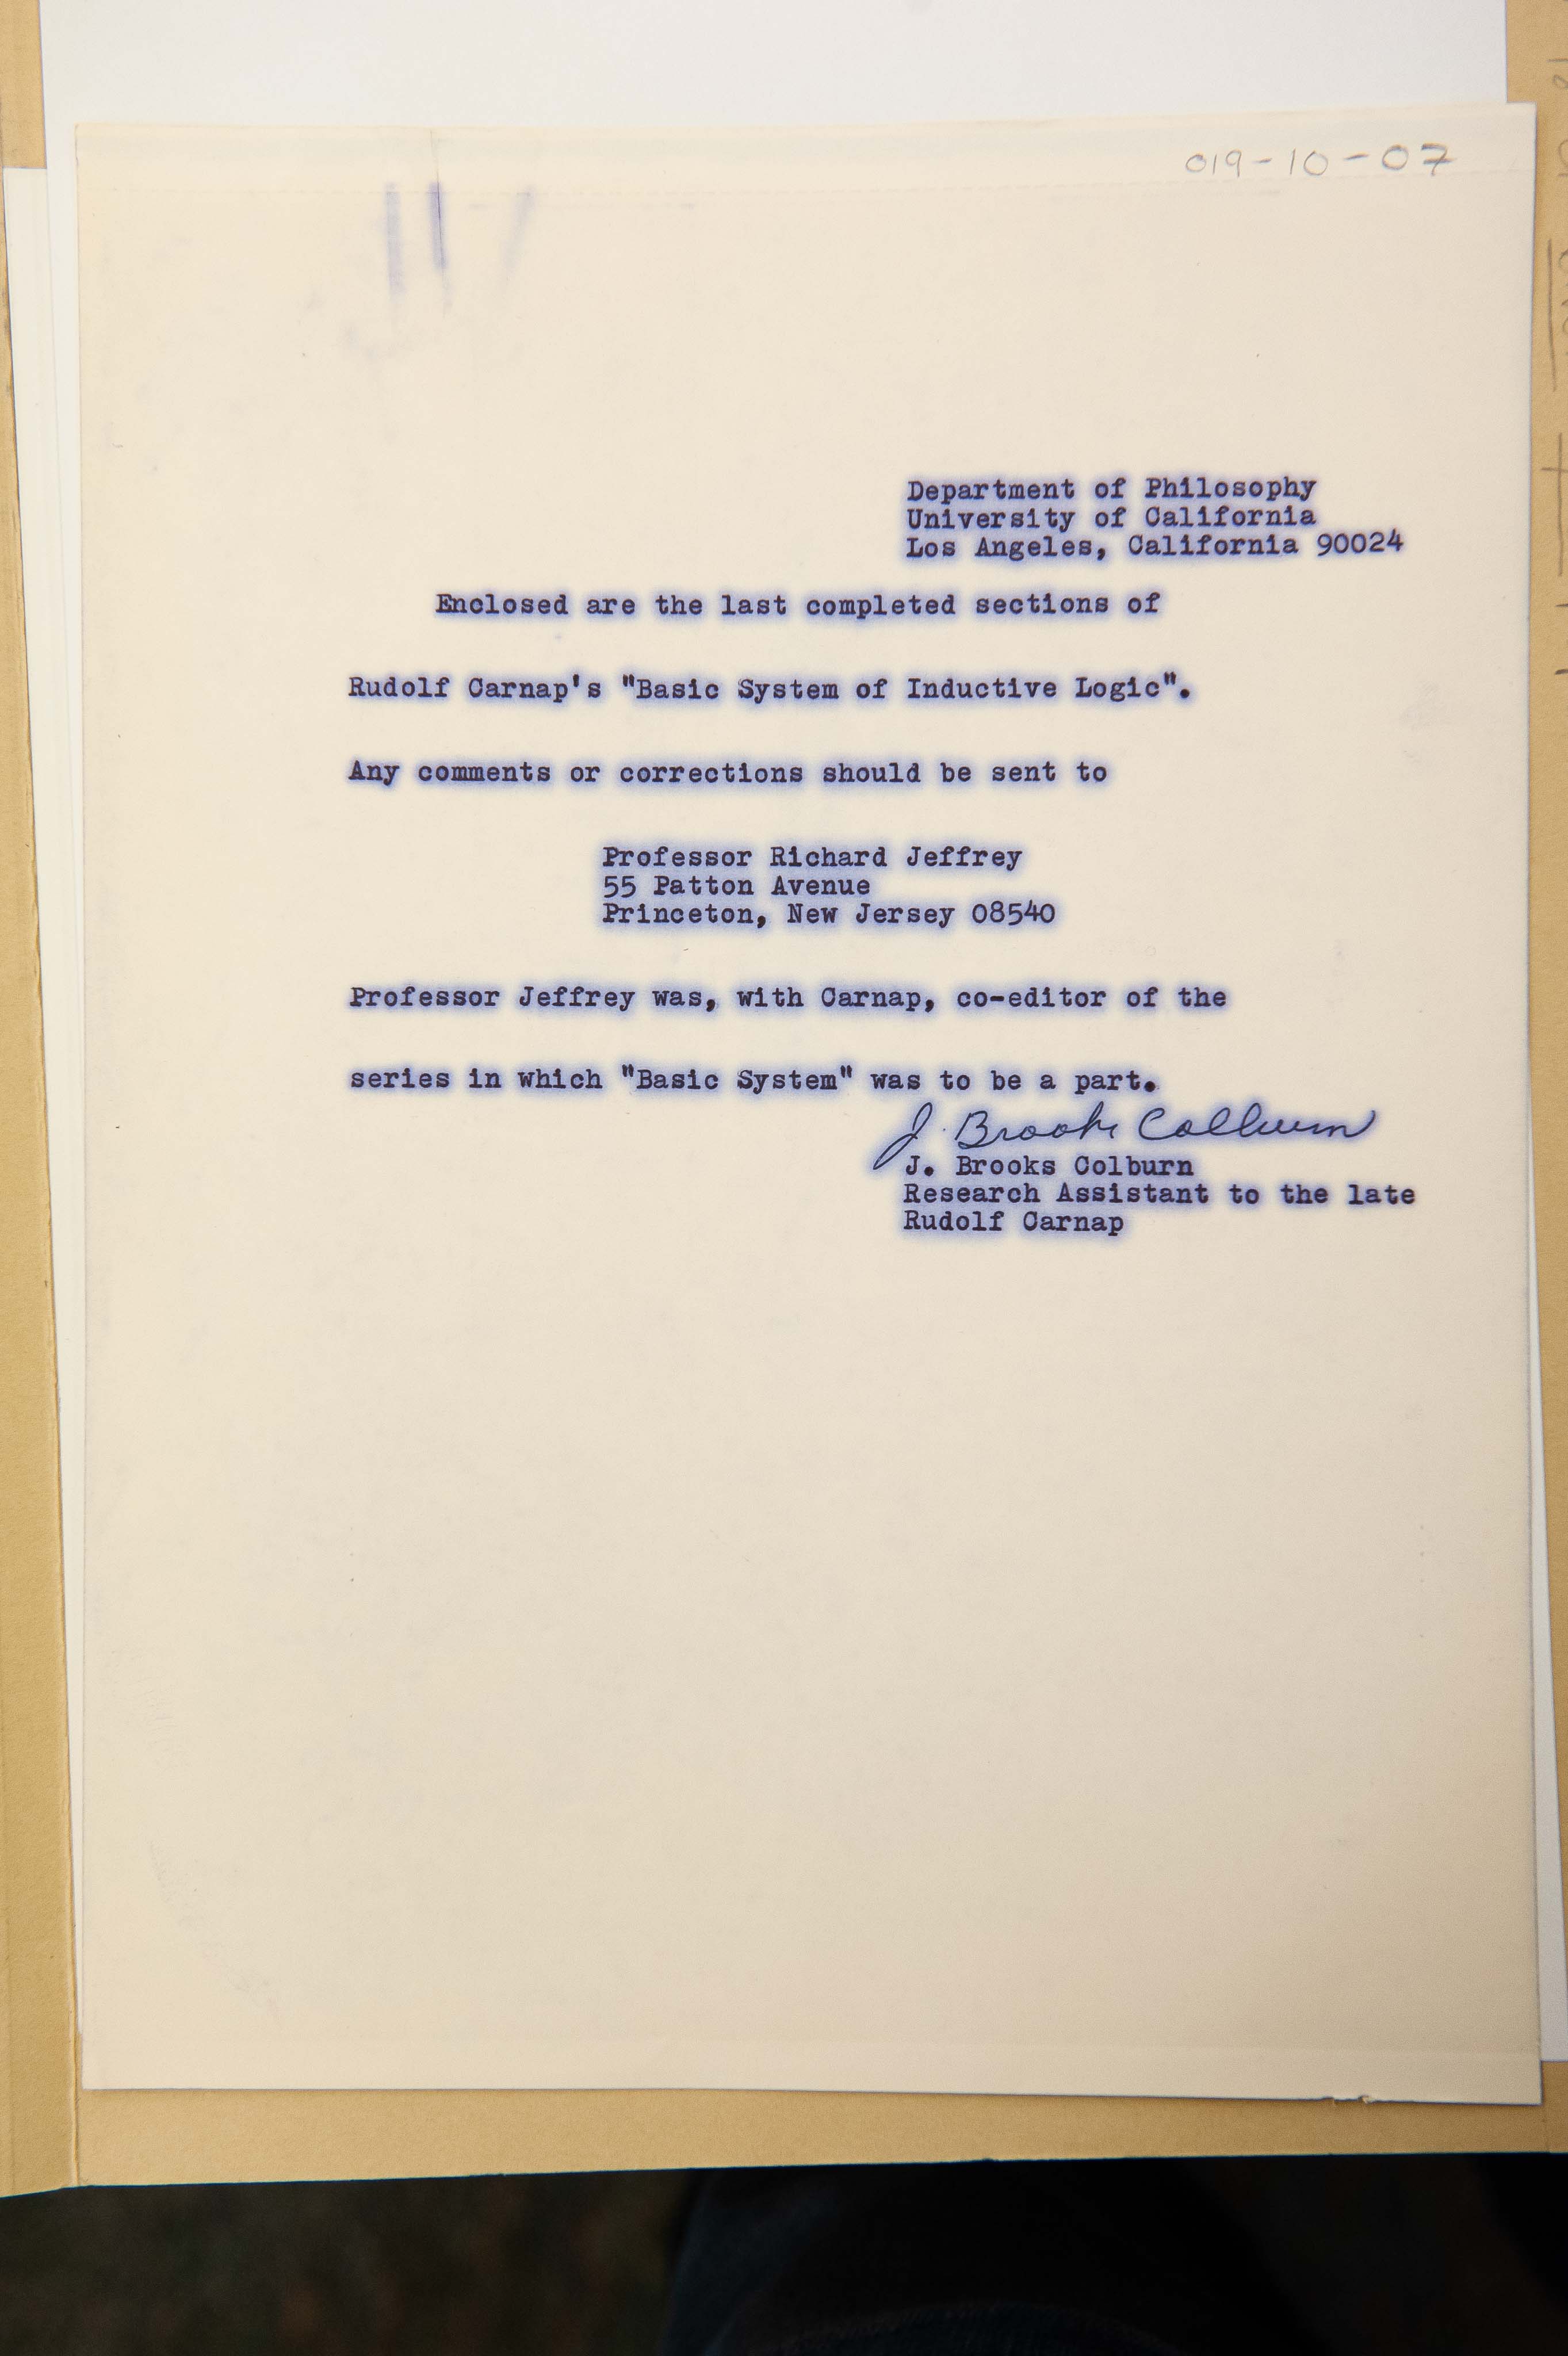 019-10-07
Department of Philosophy
University of California
Los Angeles, California 90024
Enclosed are the last completed sections of
Rudolf Carnap's "Basic System of Inductive Logic".
Any comments or corrections should be sent to
Professor Richard Jeffrey
55 Patton Avenue
Princeton, New Jersey 08540
Professor Jeffrey was, with Carnap, co-editor of the
series in which "Basic System" was to be a part.
J. Brooks Colburn
J. Brooks Colburn
Research Assistant to the late
Rudolf Carnap